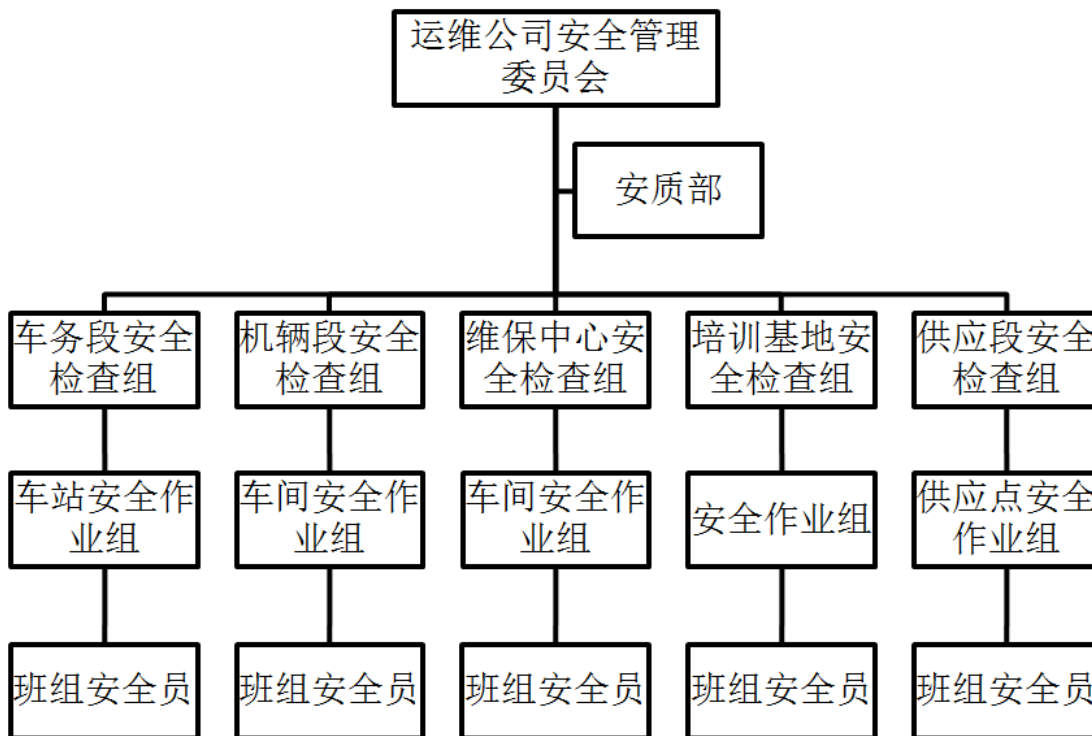 运维公司安全管理
委员会
安质部
车务段安全
检查组
机辆段安全
检查组
维保中心安
全检查组
培训基地安
全检查组
供应段安全
检查组
车站安全作
业组
车间安全作
业组
车间安全作
业组
安全作业组
供应点安全
作业组
班组安全员
班组安全员
班组安全员
班组安全员
班组安全员